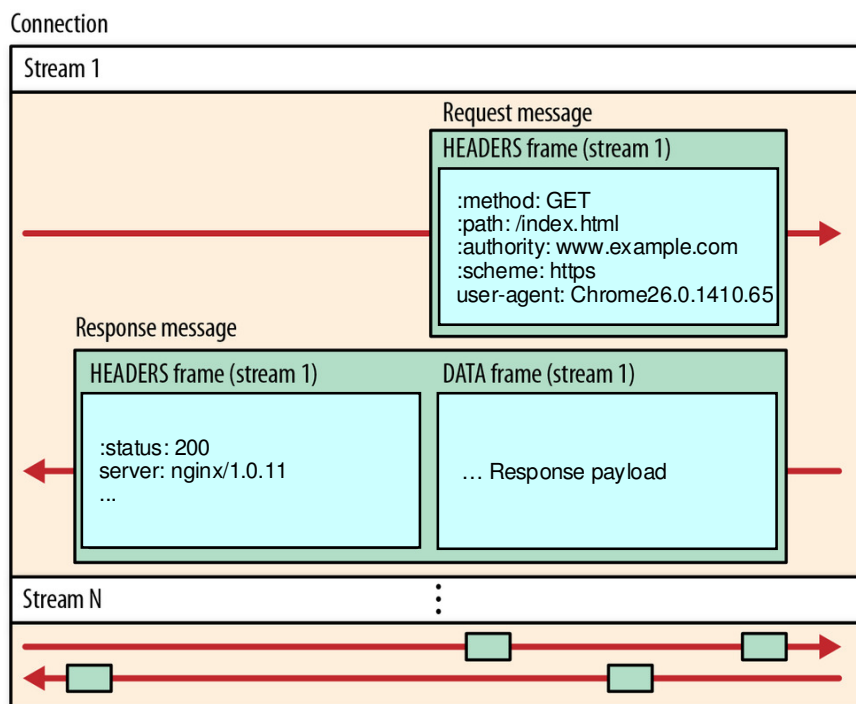 Connection
Stream 1
Request message
HEADERS frame (stream 1)
:method: GET
:path: /index.html
:authority: www.example.com
:scheme: https
user-agent: Chrome26.0.1410.65
Response message
HEADERS frame (stream 1)
:status: 200
server: nginx/1.0.11
...
DATA frame (stream 1)
... Response payload
Stream N